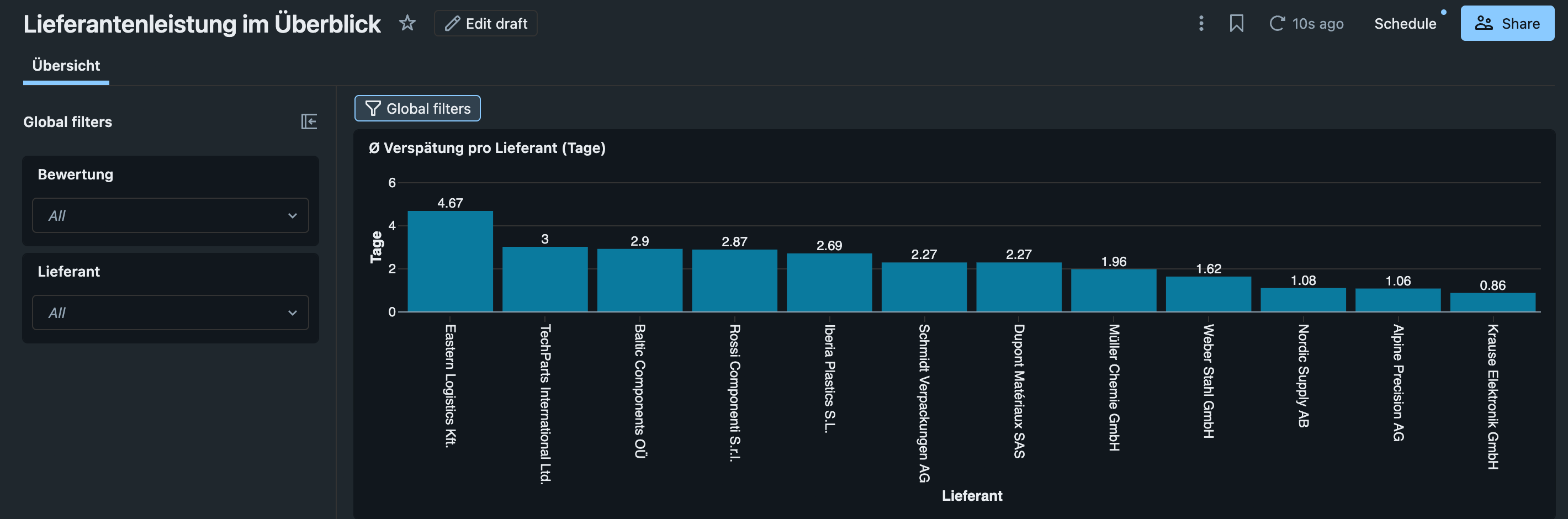 Lieferantenleistung im Überblick
Edit draft
10s ago
Schedule
Share
Übersicht
Global filters
Bewertung
All
Lieferant
All
Global filters
Ø Verspätung pro Lieferant (Tage)
Tage
6
4
2
0
4.67
3
2.9
2.87
2.69
2.27
2.27
1.96
1.62
1.08
1.06
0.86
Eastern Logistics Kft.
TechParts International Ltd.
Baltic Components OÜ
Rossi Componenti S.r.l.
Iberia Plastics S.L.
Schmidt Verpackungen AG
Dupont Matériaux SAS
Müller Chemie GmbH
Weber Stahl GmbH
Nordic Supply AB
Alpine Precision AG
Krause Elektronik GmbH
Lieferant